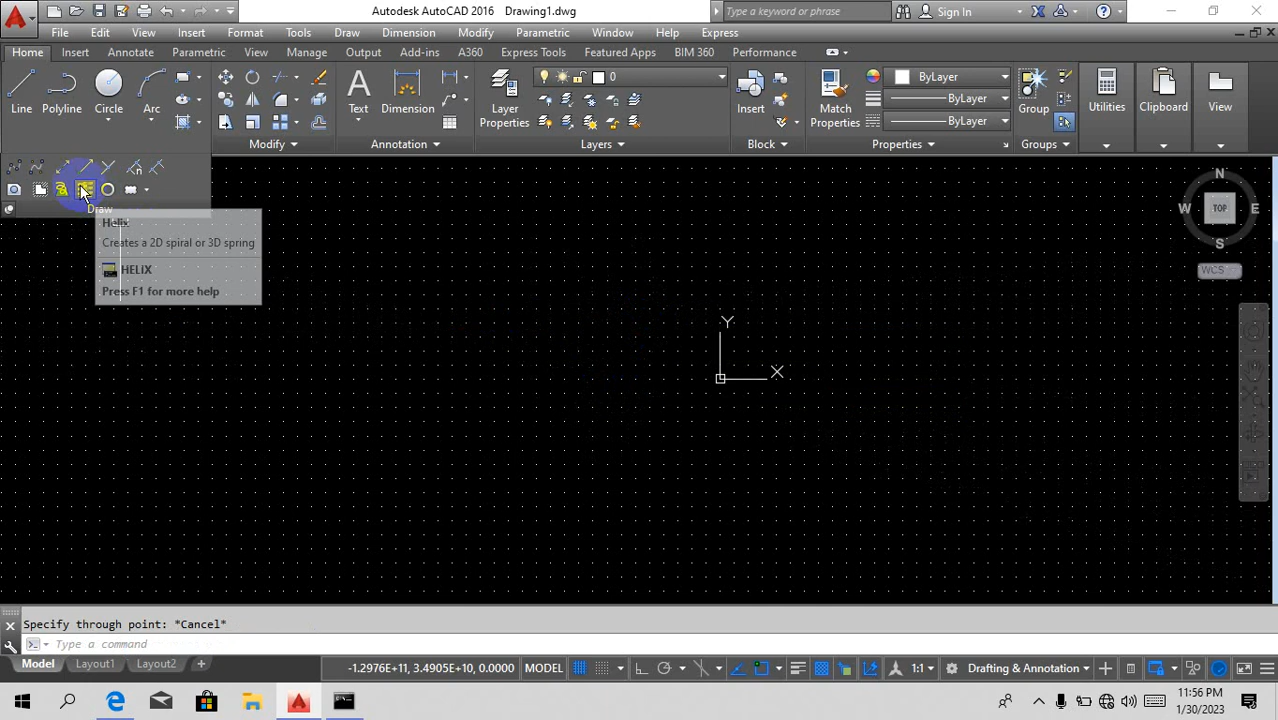 Autodesk AutoCAD 2016 Drawing1.dwg
Type a keyword or phrase
Sign In
File Edit View Insert Format Tools Draw Dimension Modify Parametric Window Help Express
Home Insert Annotate Parametric View Manage Output Add-ins A360 Express Tools Featured Apps BIM 360 Performance
Line Polyline Circle Arc
Text Dimension
Layer
Properties
0
Insert
Match
Properties
ByLayer
ByLayer
ByLayer
Group
Utilities Clipboard View
Modify Annotation Layers Block Properties Groups
Draw
Helix
Creates a 2D spiral or 3D spring
HELIX
Press F1 for more help
N
W TOP E
S
WCS
Y
X
Specify through point: *Cancel*
Type a command
Model Layout1 Layout2 +
-1.2976E+11, 3.4905E+10, 0.0000 MODEL
1:1
Drafting & Annotation
11:56 PM
1/30/2023